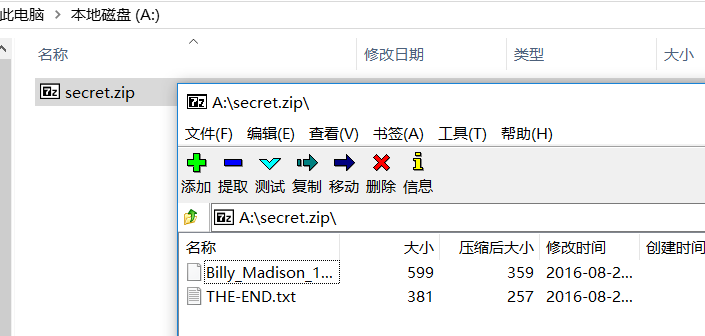 此电脑 > 本地磁盘 (A:)
名称 修改日期 类型 大小
7z secret.zip
7z A:\secret.zip\
文件(F) 编辑(E) 查看(V) 书签(A) 工具(T) 帮助(H)
添加 提取 测试 复制 移动 删除 信息
7z A:\secret.zip\
名称 大小 压缩后大小 修改时间 创建时间
Billy_Madison_1... 599 359 2016-08-2...
THE-END.txt 381 257 2016-08-2...